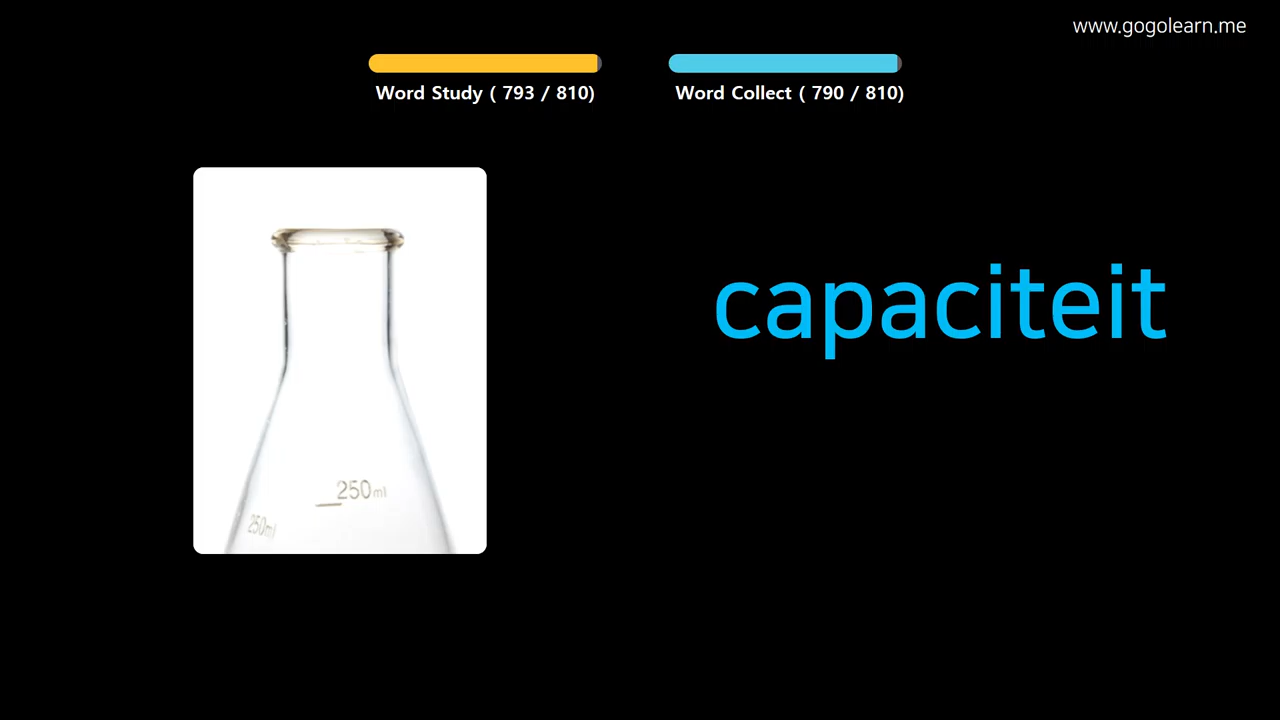 www.gogolearn.me
Word Study ( 793 / 810)
Word Collect ( 790 / 810)
capaciteit
250ml
250ml